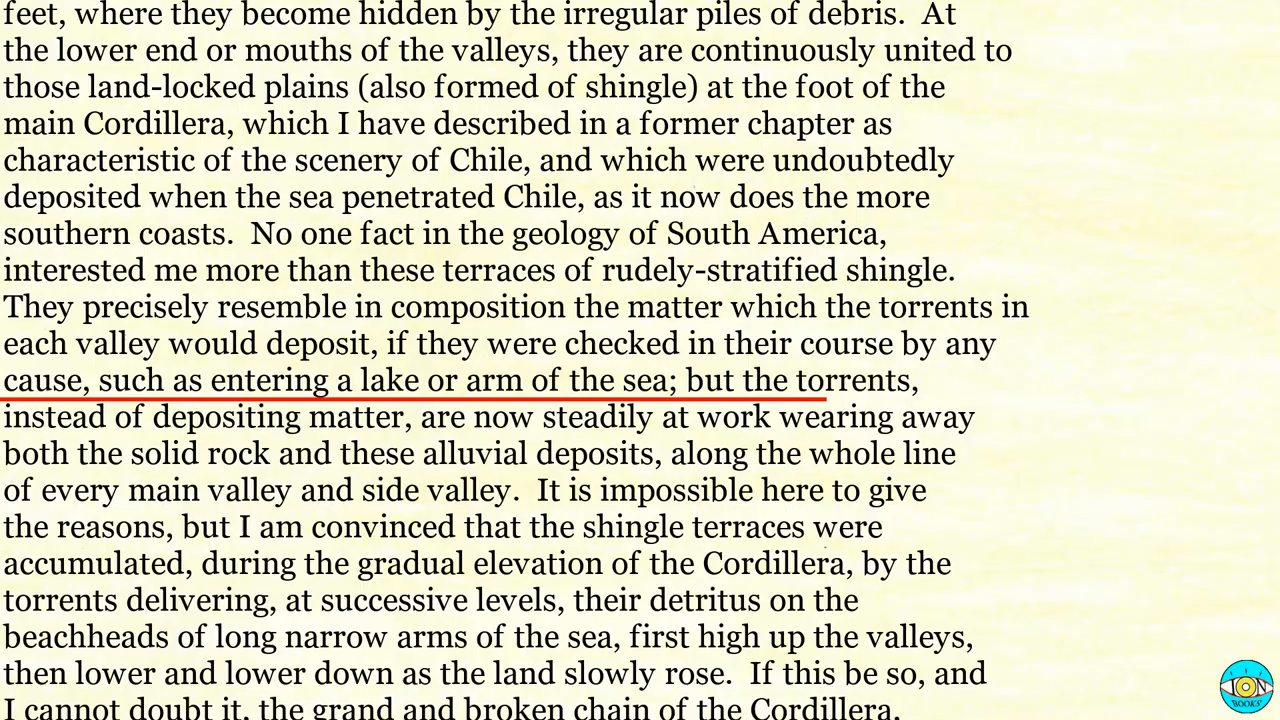 feet, where they become hidden by the irregular piles of debris.  At
the lower end or mouths of the valleys, they are continuously united to
those land-locked plains (also formed of shingle) at the foot of the
main Cordillera, which I have described in a former chapter as
characteristic of the scenery of Chile, and which were undoubtedly
deposited when the sea penetrated Chile, as it now does the more
southern coasts.  No one fact in the geology of South America,
interested me more than these terraces of rudely-stratified shingle.
They precisely resemble in composition the matter which the torrents in
each valley would deposit, if they were checked in their course by any
cause, such as entering a lake or arm of the sea; but the torrents,
instead of depositing matter, are now steadily at work wearing away
both the solid rock and these alluvial deposits, along the whole line
of every main valley and side valley.  It is impossible here to give
the reasons, but I am convinced that the shingle terraces were
accumulated, during the gradual elevation of the Cordillera, by the
torrents delivering, at successive levels, their detritus on the
beachheads of long narrow arms of the sea, first high up the valleys,
then lower and lower down as the land slowly rose.  If this be so, and
I cannot doubt it, the grand and broken chain of the Cordillera,
ION
BOOKS